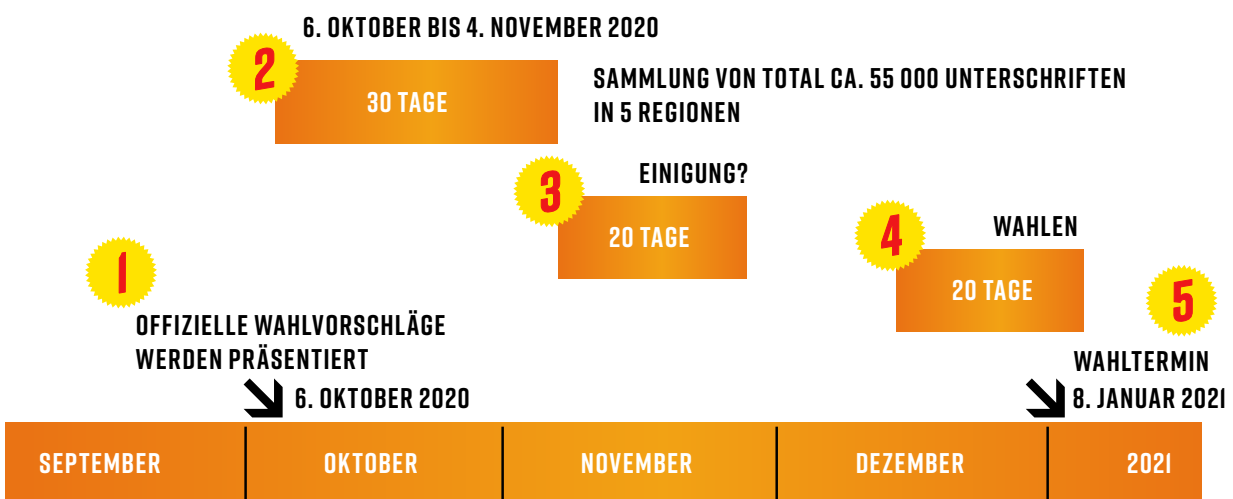 6. OKTOBER BIS 4. NOVEMBER 2020
2
30 TAGE
SAMMLUNG VON TOTAL CA. 55 000 UNTERSCHRIFTEN
IN 5 REGIONEN
3
EINIGUNG?
20 TAGE
4
WAHLEN
20 TAGE
1
OFFIZIELLE WAHLVORSCHLÄGE
WERDEN PRÄSENTIERT
6. OKTOBER 2020
5
WAHLTERMIN
8. JANUAR 2021
SEPTEMBER
OKTOBER
NOVEMBER
DEZEMBER
2021